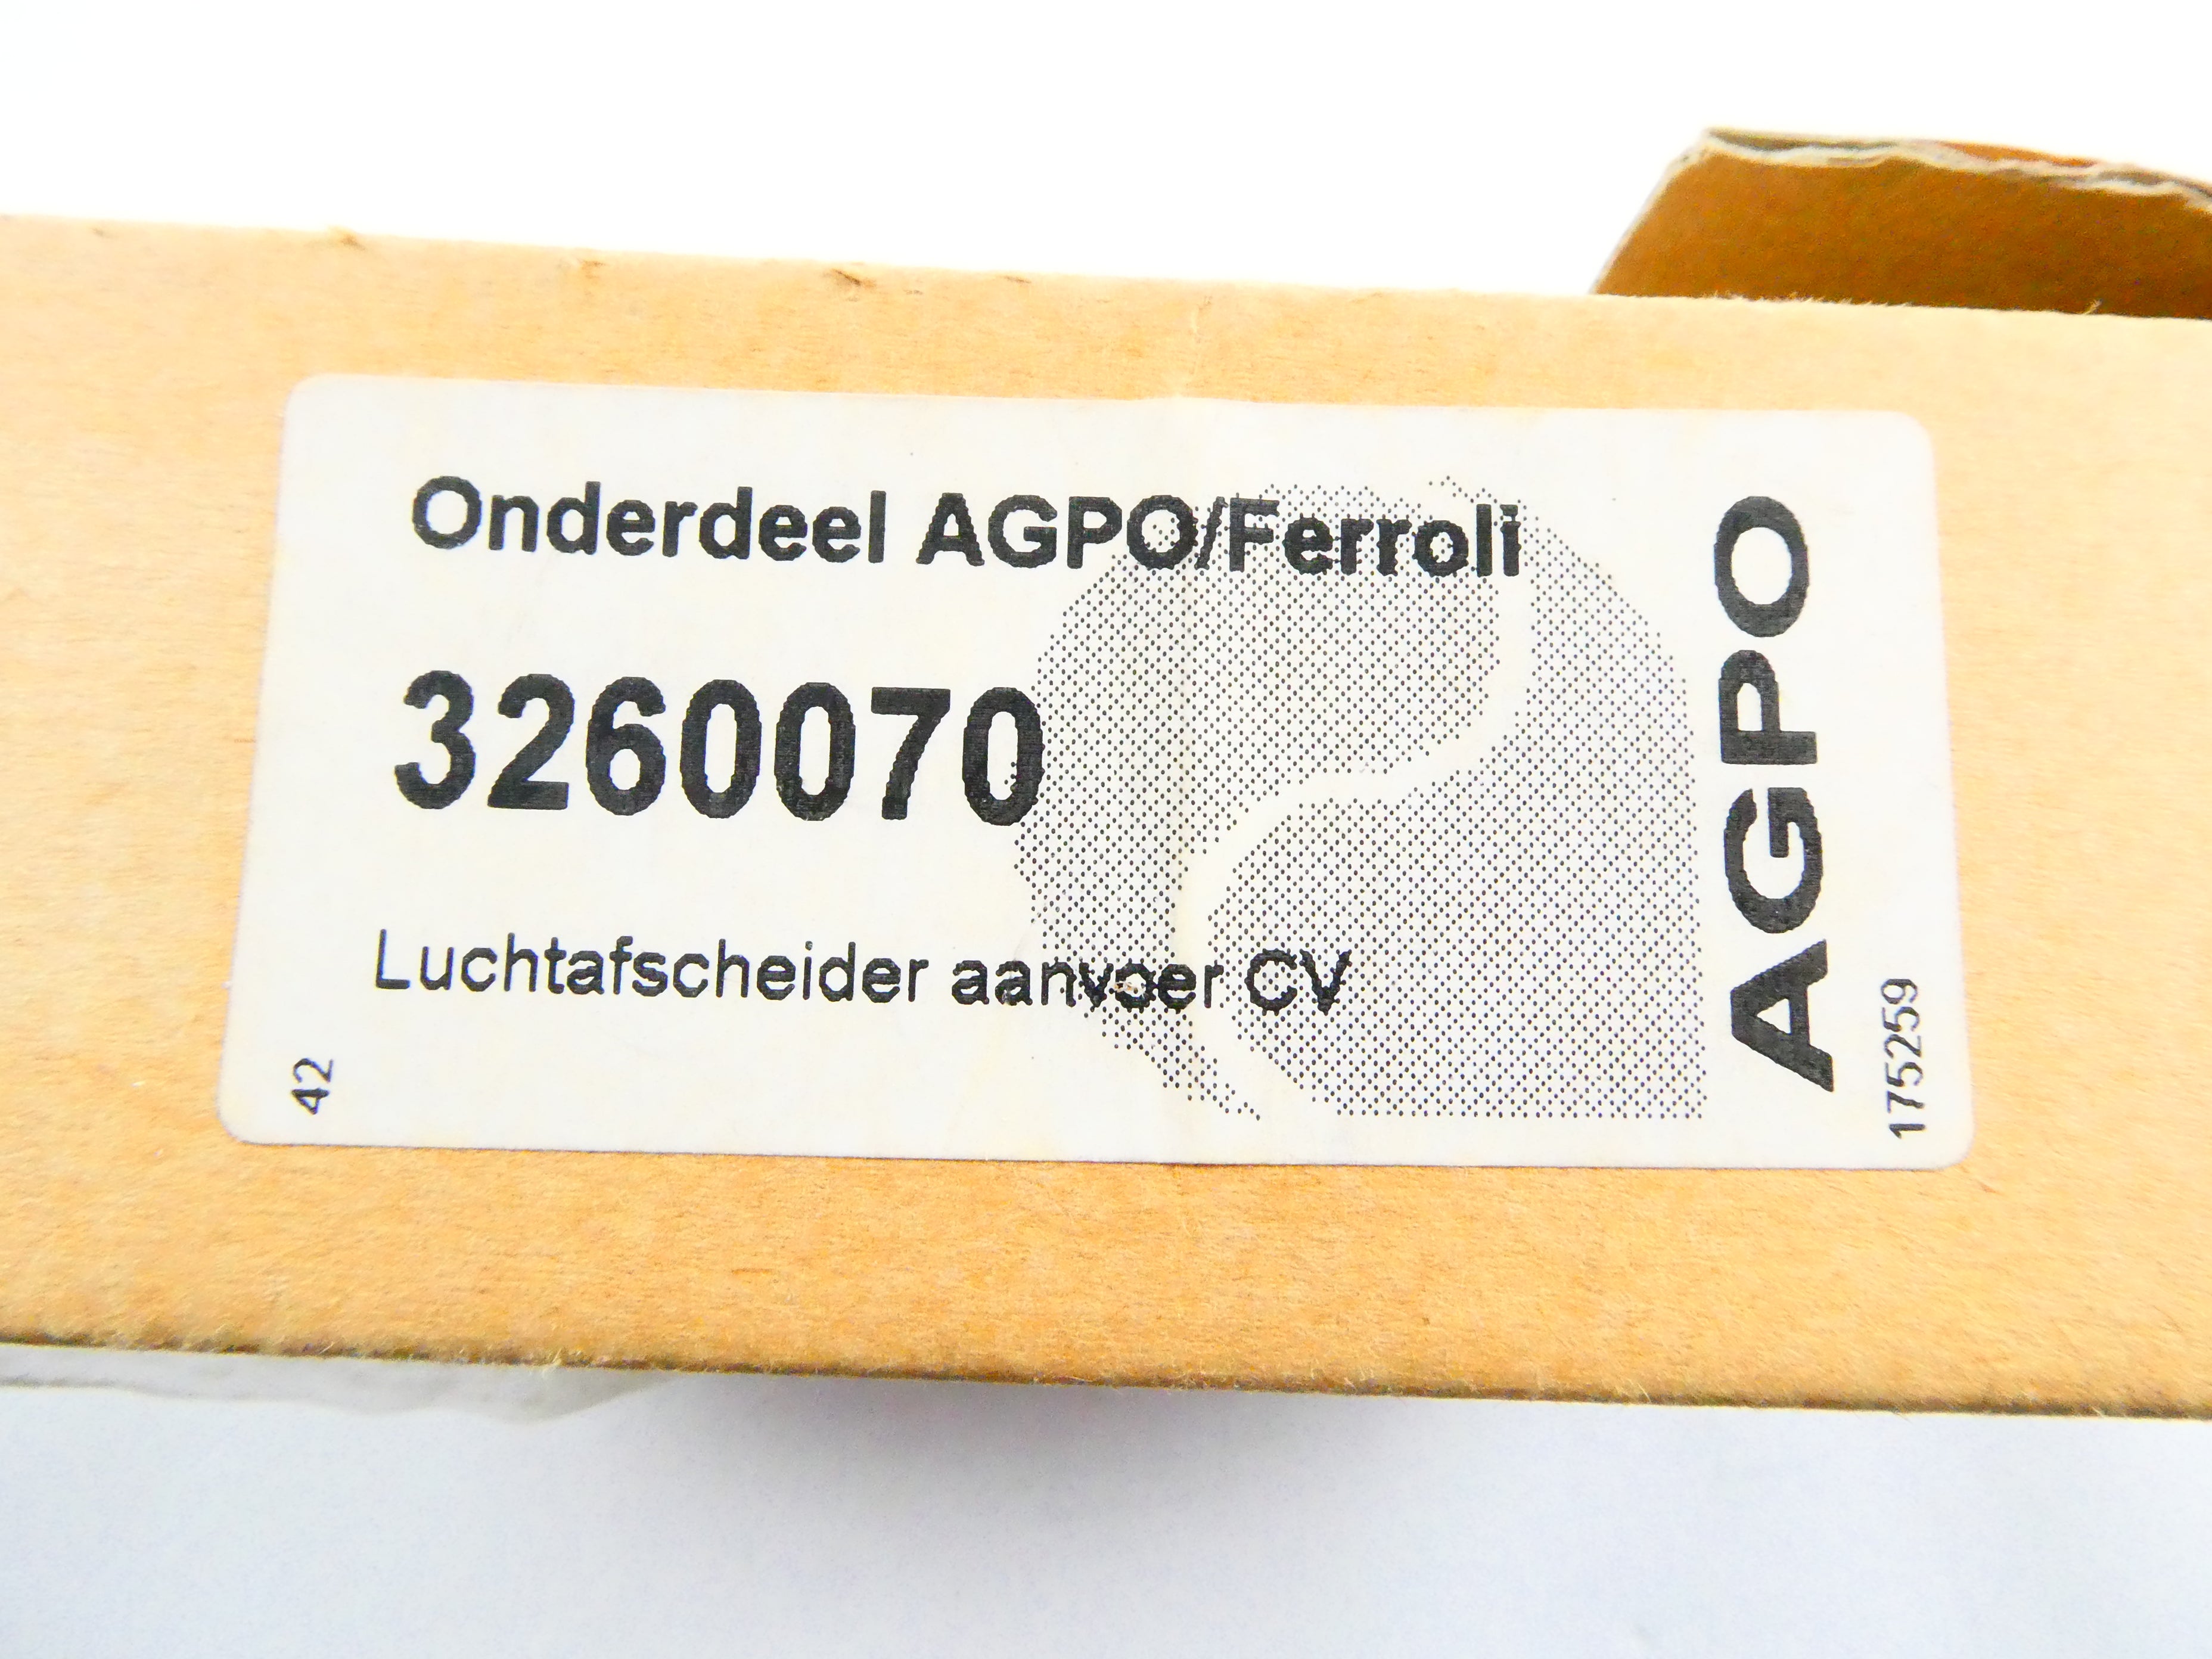 Onderdeel AGPO/Ferroli
3260070
Luchtafscheider aanvoer CV
42
AGPO
175259